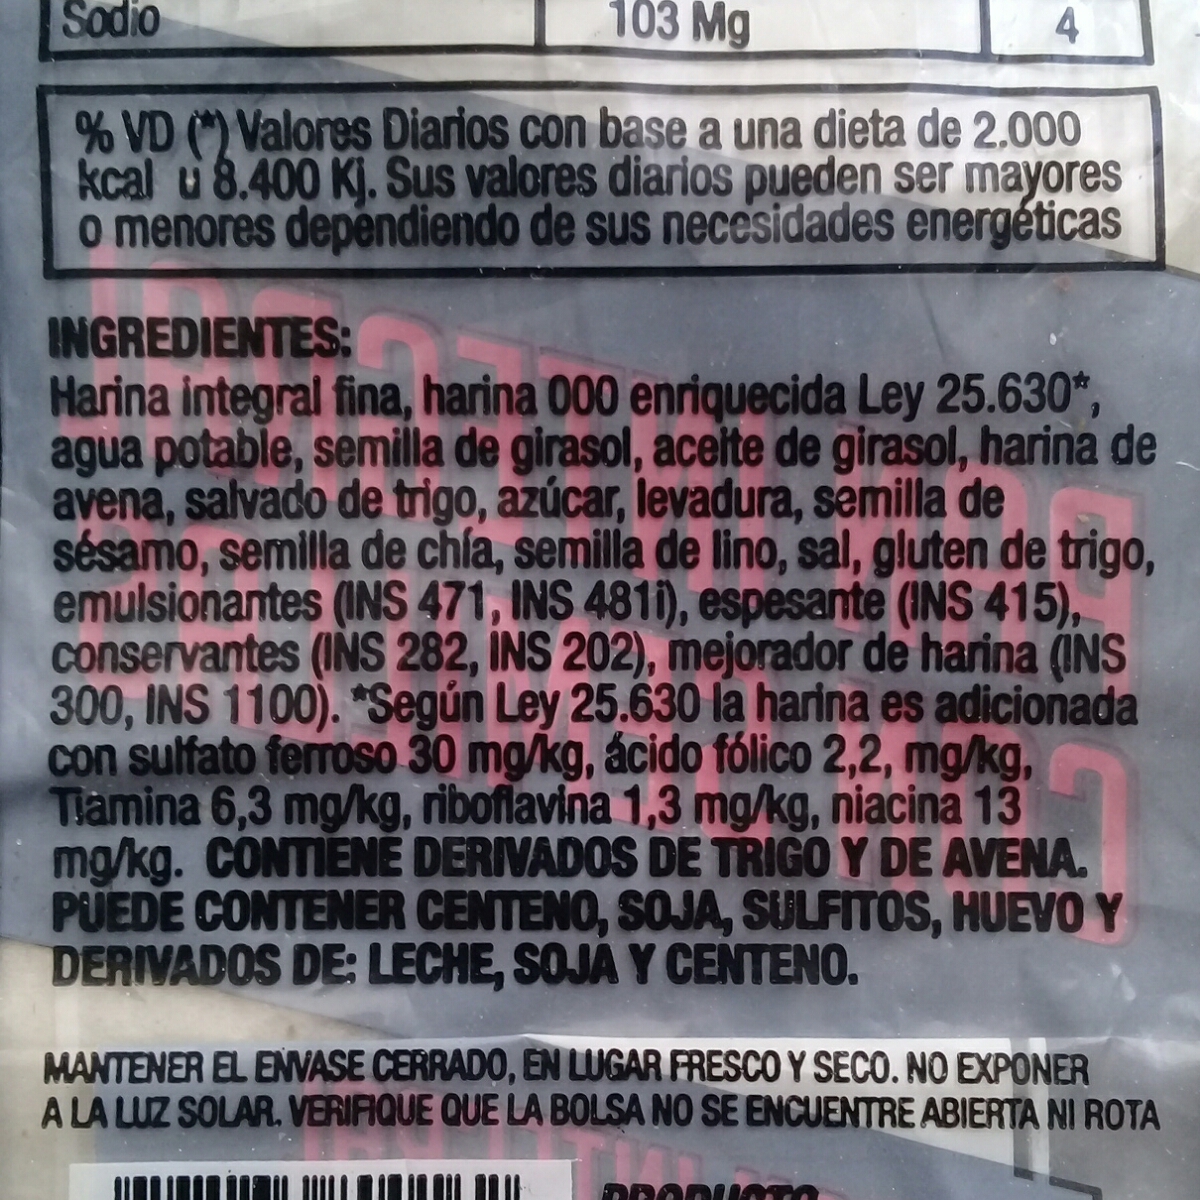 Sodio 103 Mg 4
% VD (*) Valores Diarios con base a una dieta de 2.000
kcal u 8.400 Kj. Sus valores diarios pueden ser mayores
o menores dependiendo de sus necesidades energéticas
INGREDIENTES:
Harina integral fina, harina 000 enriquecida Ley 25.630*,
agua potable, semilla de girasol, aceite de girasol, harina de
avena, salvado de trigo, azúcar, levadura, semilla de
sésamo, semilla de chía, semilla de lino, sal, gluten de trigo,
emulsionantes (INS 471, INS 481i), espesante (INS 415),
conservantes (INS 282, INS 202), mejorador de harina (INS
300, INS 1100). *Según Ley 25.630 la harina es adicionada
con sulfato ferroso 30 mg/kg, ácido fólico 2,2, mg/kg,
Tiamina 6,3 mg/kg, riboflavina 1,3 mg/kg, niacina 13
mg/kg. CONTIENE DERIVADOS DE TRIGO Y DE AVENA.
PUEDE CONTENER CENTENO, SOJA, SULFITOS, HUEVO Y
DERIVADOS DE: LECHE, SOJA Y CENTENO.
MANTENER EL ENVASE CERRADO, EN LUGAR FRESCO Y SECO. NO EXPONER
A LA LUZ SOLAR. VERIFIQUE QUE LA BOLSA NO SE ENCUENTRE ABIERTA NI ROTA
PRODUCTO
PAN INTEGRAL
CON SEMILLAS